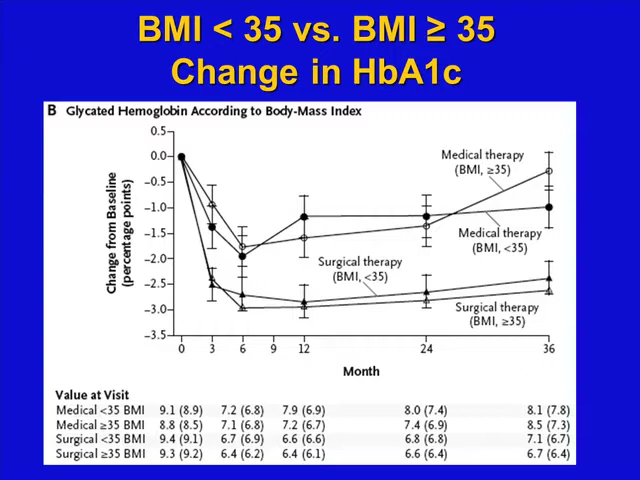 BMI < 35 vs. BMI ≥ 35
Change in HbA1c
B Glycated Hemoglobin According to Body-Mass Index
Change from Baseline
(percentage points)
0.5
0.0
−0.5
−1.0
−1.5
−2.0
−2.5
−3.0
−3.5
Medical therapy
(BMI, ≥35)
Medical therapy
(BMI, <35)
Surgical therapy
(BMI, <35)
Surgical therapy
(BMI, ≥35)
0 3 6 9 12 24 36
Month
Value at Visit
Medical <35 BMI 9.1 (8.9) 7.2 (6.8) 7.9 (6.9) 8.0 (7.4) 8.1 (7.8)
Medical ≥35 BMI 8.8 (8.5) 7.1 (6.8) 7.2 (6.7) 7.4 (6.9) 8.5 (7.3)
Surgical <35 BMI 9.4 (9.1) 6.7 (6.9) 6.6 (6.6) 6.8 (6.8) 7.1 (6.7)
Surgical ≥35 BMI 9.3 (9.2) 6.4 (6.2) 6.4 (6.1) 6.6 (6.4) 6.7 (6.4)